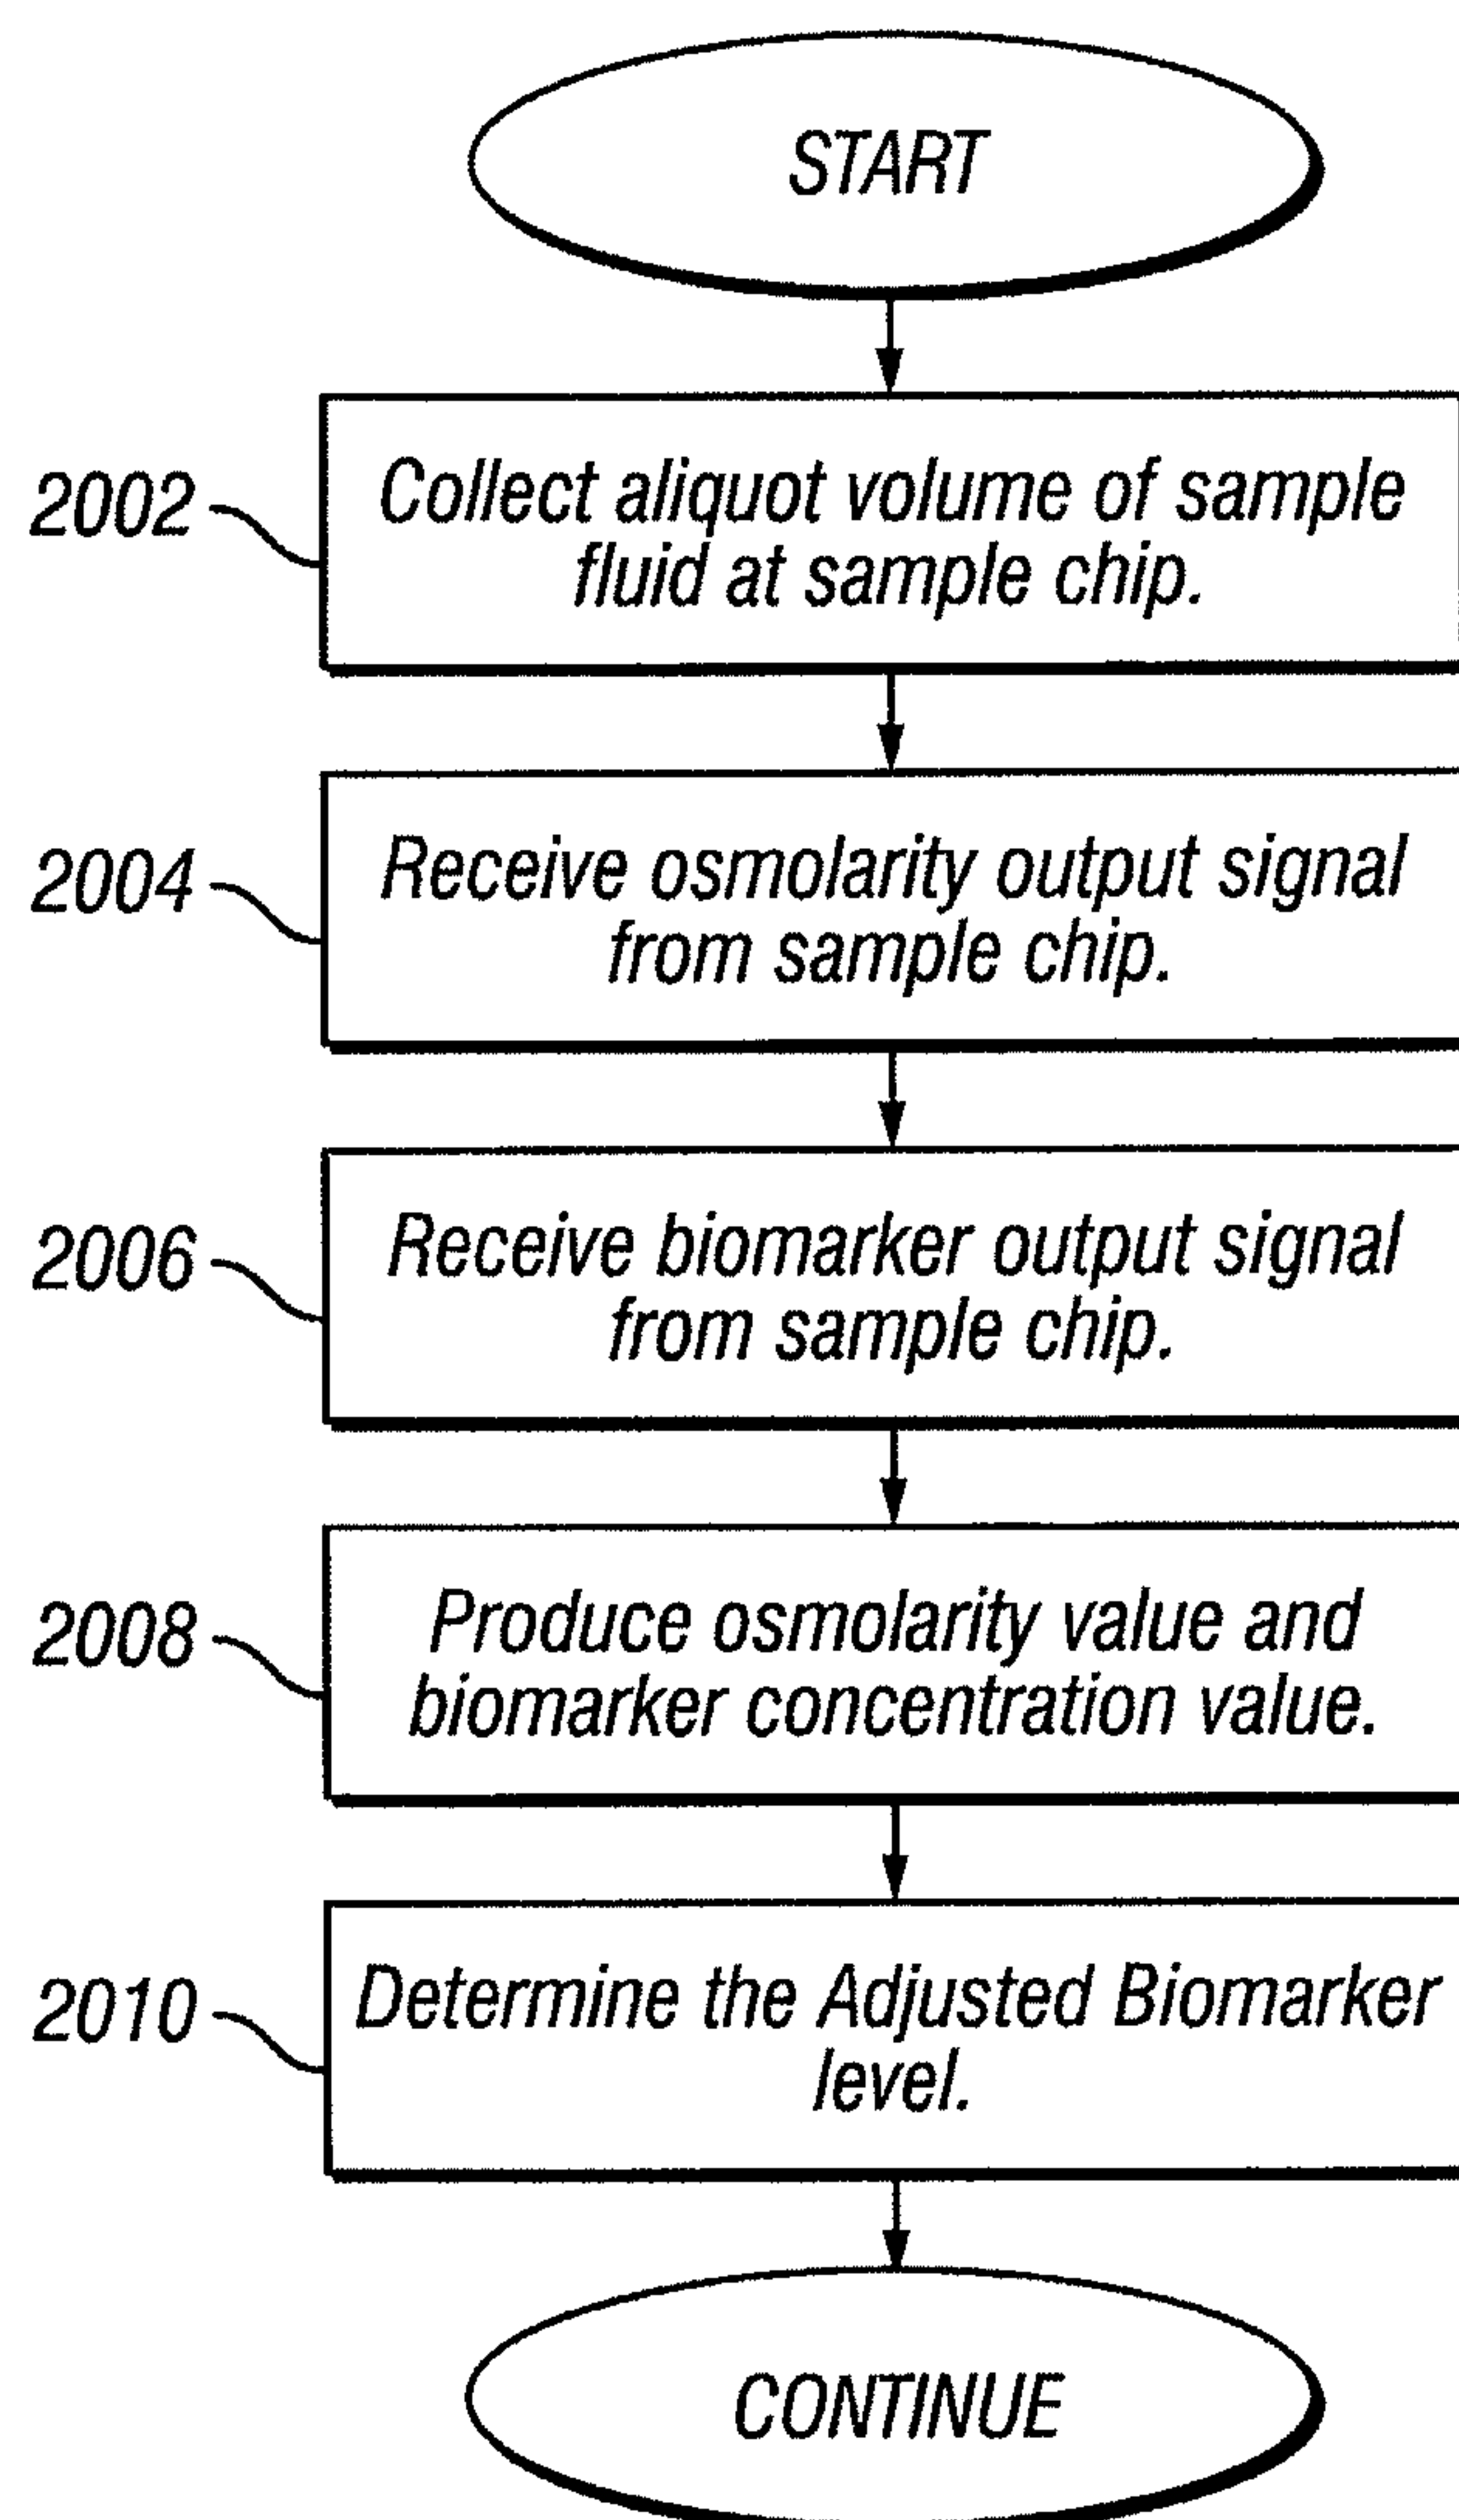 START
2002
Collect aliquot volume of sample
fluid at sample chip.
2004
Receive osmolarity output signal
from sample chip.
2006
Receive biomarker output signal
from sample chip.
2008
Produce osmolarity value and
biomarker concentration value.
2010
Determine the Adjusted Biomarker
level.
CONTINUE